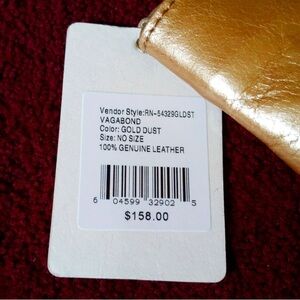 Vendor Style:RN-54329GLDST
VAGABOND
Color: GOLD DUST
Size: NO SIZE
100% GENUINE LEATHER
6 04599 32902 5
$158.00